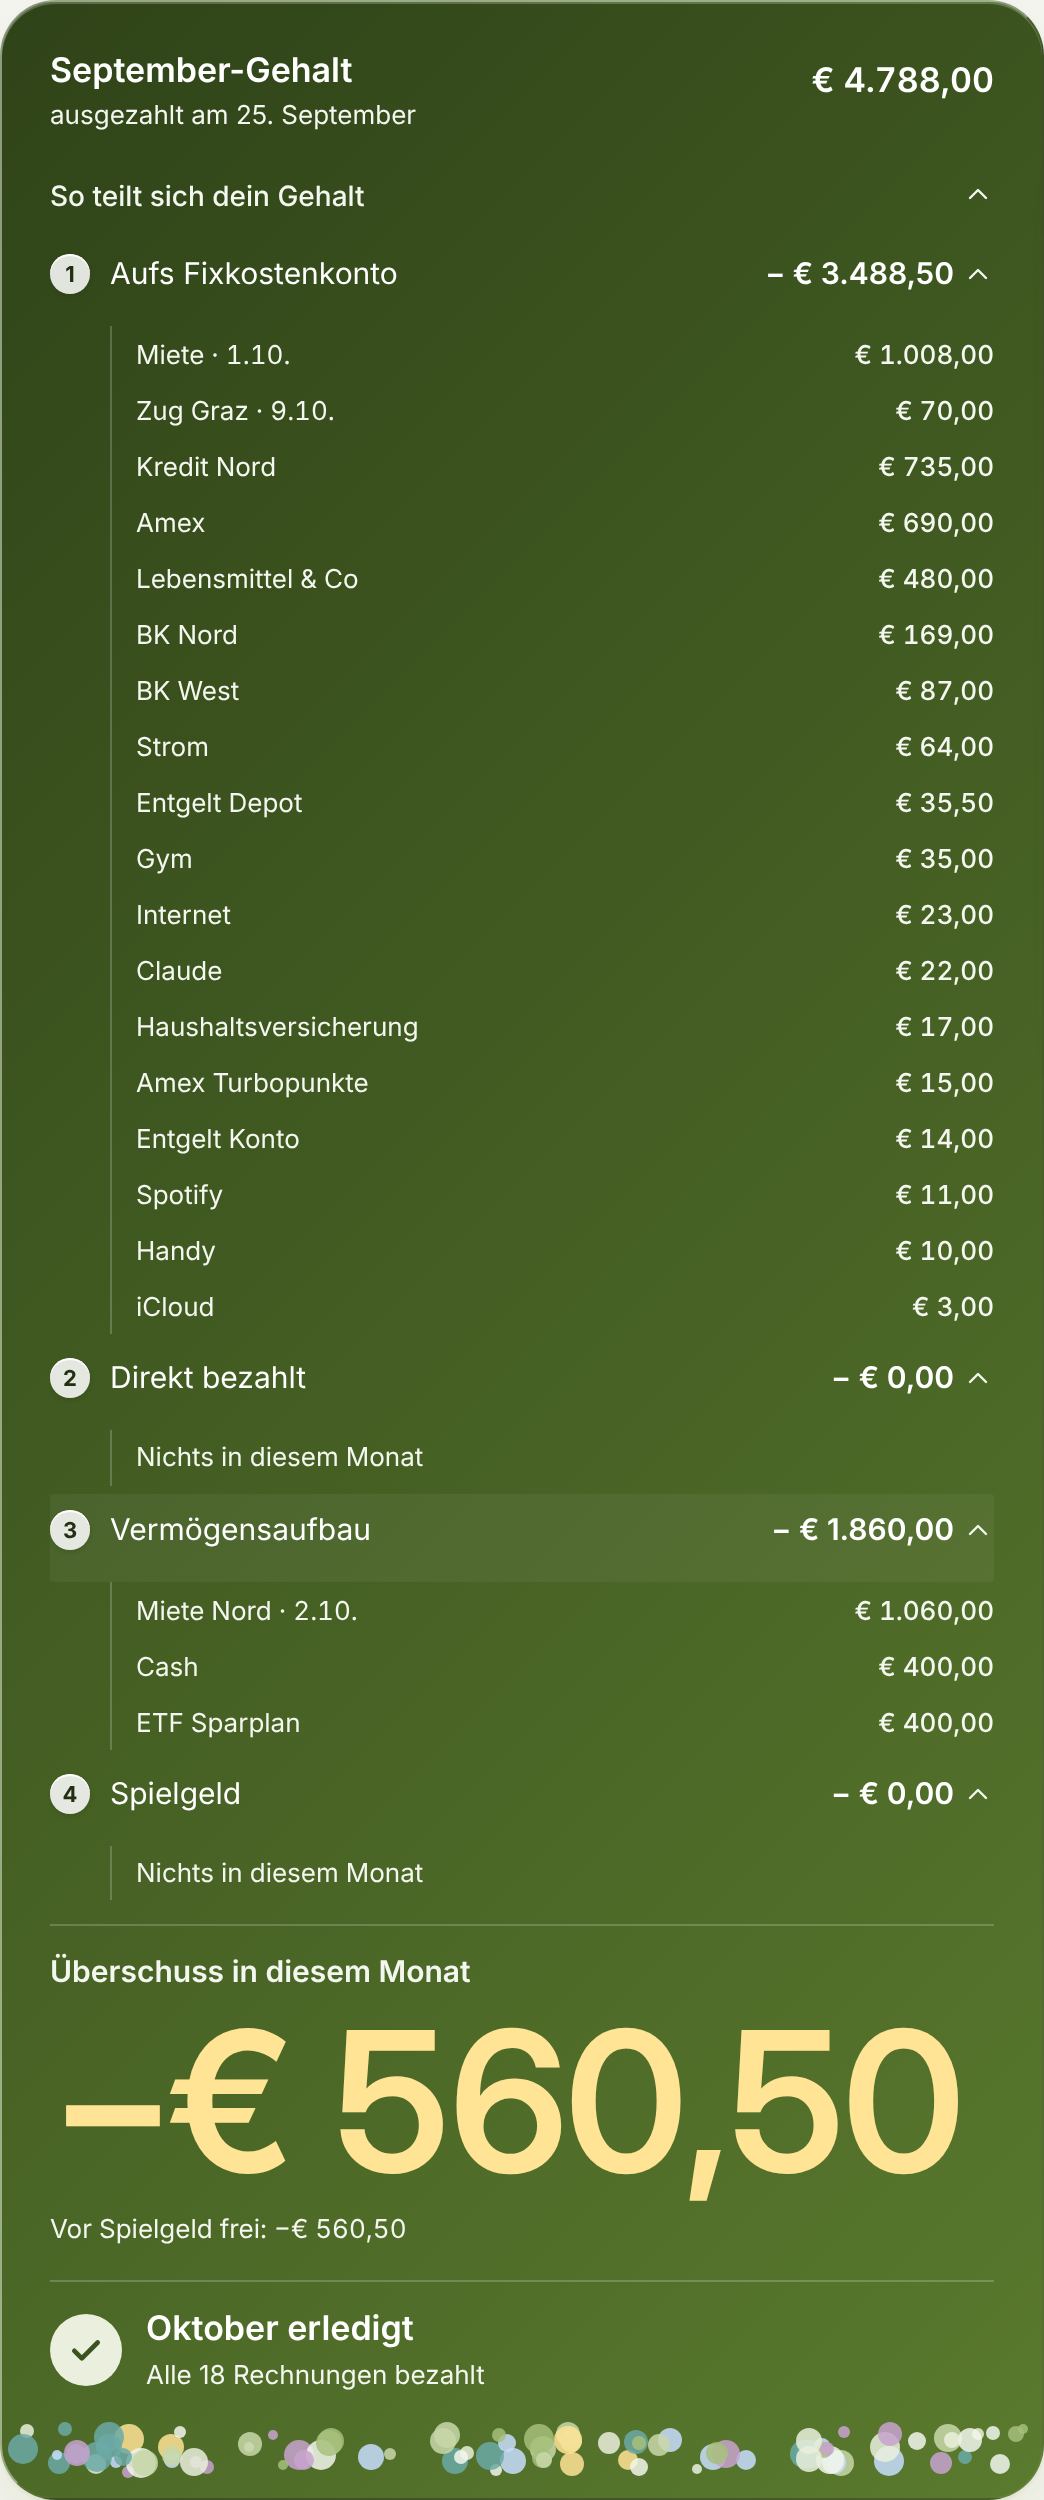 September-Gehalt
€ 4.788,00
ausgezahlt am 25. September
So teilt sich dein Gehalt
1 Aufs Fixkostenkonto – € 3.488,50
Miete · 1.10. € 1.008,00
Zug Graz · 9.10. € 70,00
Kredit Nord € 735,00
Amex € 690,00
Lebensmittel & Co € 480,00
BK Nord € 169,00
BK West € 87,00
Strom € 64,00
Entgelt Depot € 35,50
Gym € 35,00
Internet € 23,00
Claude € 22,00
Haushaltsversicherung € 17,00
Amex Turbopunkte € 15,00
Entgelt Konto € 14,00
Spotify € 11,00
Handy € 10,00
iCloud € 3,00
2 Direkt bezahlt – € 0,00
Nichts in diesem Monat
3 Vermögensaufbau – € 1.860,00
Miete Nord · 2.10. € 1.060,00
Cash € 400,00
ETF Sparplan € 400,00
4 Spielgeld – € 0,00
Nichts in diesem Monat
Überschuss in diesem Monat
–€ 560,50
Vor Spielgeld frei: –€ 560,50
Oktober erledigt
Alle 18 Rechnungen bezahlt